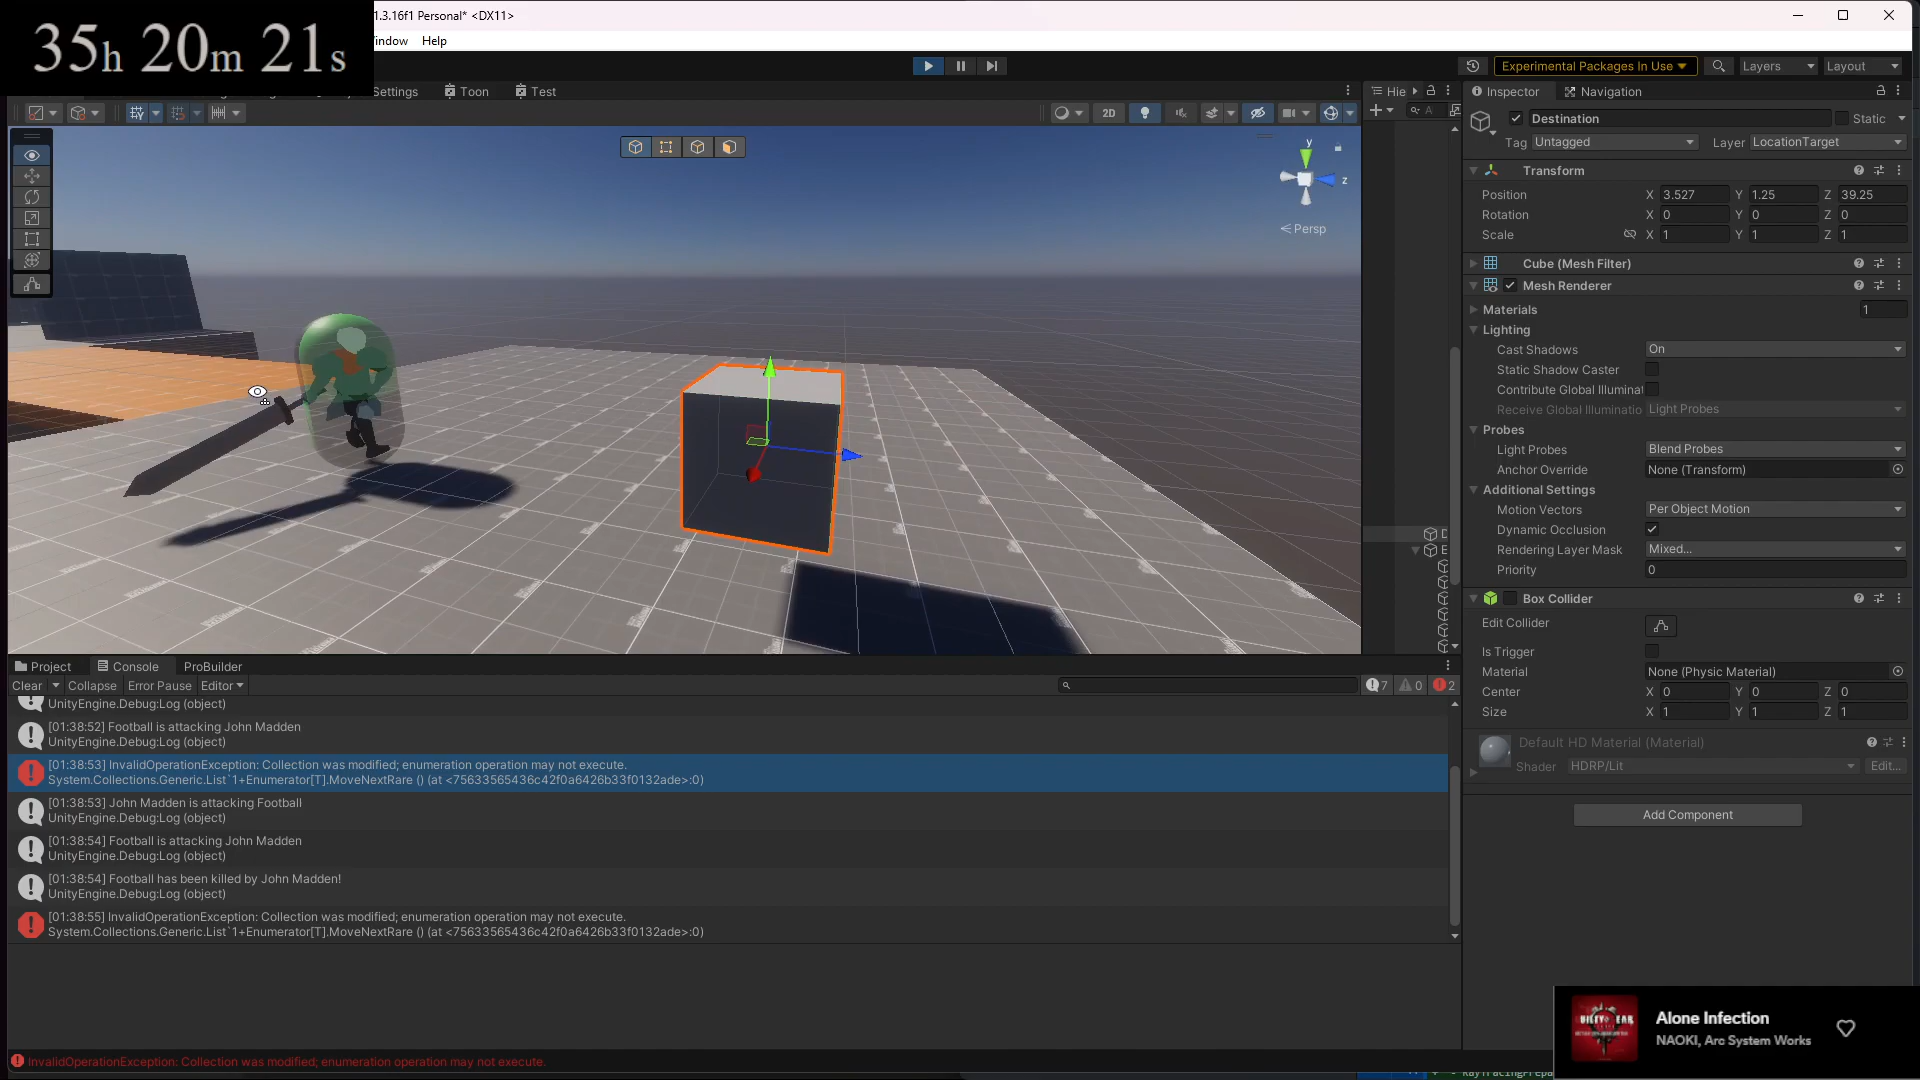 35h 20m 21s
1.3.16f1 Personal* <DX11>
Window Help
Experimental Packages In Use
Layers
Layout
Settings
Toon
Test
Hie
Inspector
Navigation
2D
Destination
Static
Tag Untagged
Layer LocationTarget
Transform
Position X 3.527 Y 1.25 Z 39.25
Rotation X 0 Y 0 Z 0
Scale X 1 Y 1 Z 1
y
z
Persp
Cube (Mesh Filter)
Mesh Renderer
Materials 1
Lighting
Cast Shadows On
Static Shadow Caster
Contribute Global Illuminat
Receive Global Illuminatio Light Probes
Probes
Light Probes Blend Probes
Anchor Override None (Transform)
Additional Settings
Motion Vectors Per Object Motion
Dynamic Occlusion
Rendering Layer Mask Mixed...
Priority 0
Box Collider
Edit Collider
Is Trigger
Material None (Physic Material)
Center X 0 Y 0 Z 0
Size X 1 Y 1 Z 1
Default HD Material (Material)
Shader HDRP/Lit Edit...
Add Component
Project
Console
ProBuilder
Clear Collapse Error Pause Editor
7 0 2
UnityEngine.Debug:Log (object)
[01:38:52] Football is attacking John Madden
UnityEngine.Debug:Log (object)
[01:38:53] InvalidOperationException: Collection was modified; enumeration operation may not execute.
System.Collections.Generic.List`1+Enumerator[T].MoveNextRare () (at <75633565436c42f0a6426b33f0132ade>:0)
[01:38:53] John Madden is attacking Football
UnityEngine.Debug:Log (object)
[01:38:54] Football is attacking John Madden
UnityEngine.Debug:Log (object)
[01:38:54] Football has been killed by John Madden!
UnityEngine.Debug:Log (object)
[01:38:55] InvalidOperationException: Collection was modified; enumeration operation may not execute.
System.Collections.Generic.List`1+Enumerator[T].MoveNextRare () (at <75633565436c42f0a6426b33f0132ade>:0)
Alone Infection
NAOKI, Arc System Works
InvalidOperationException: Collection was modified; enumeration operation may not execute.